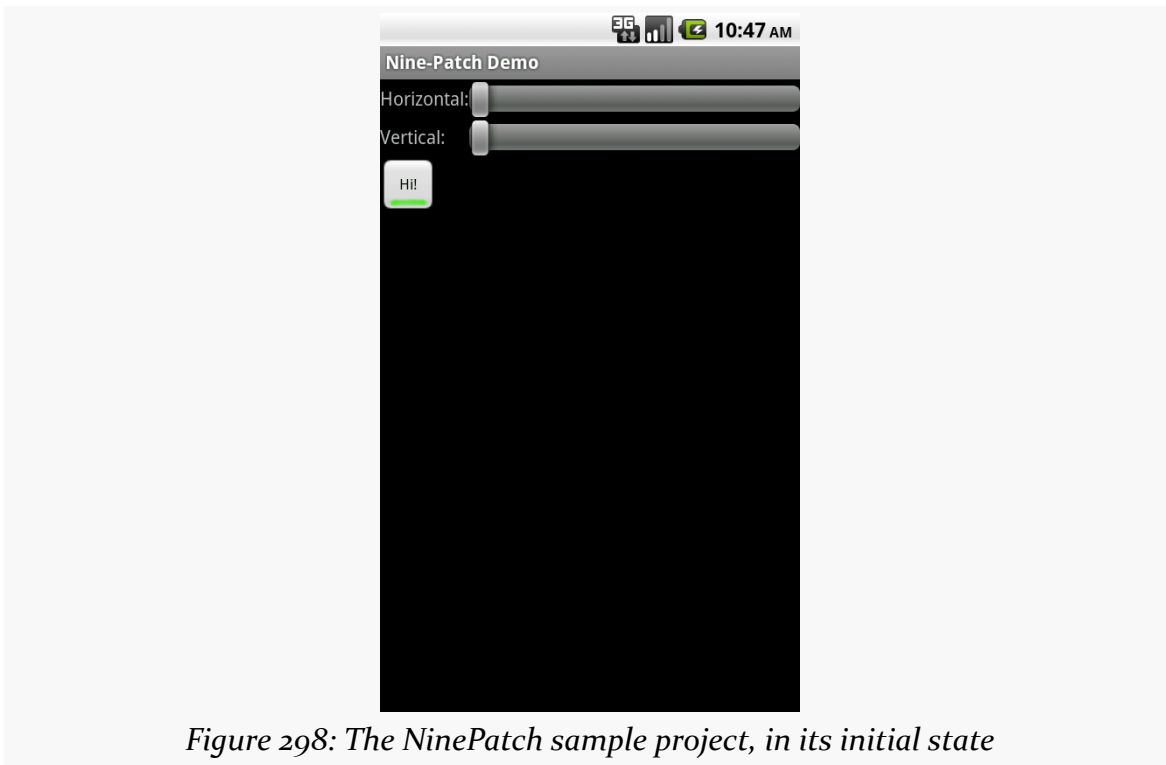 3G 10:47 AM
Nine-Patch Demo
Horizontal:
Vertical:
Hi!
Figure 298: The NinePatch sample project, in its initial state